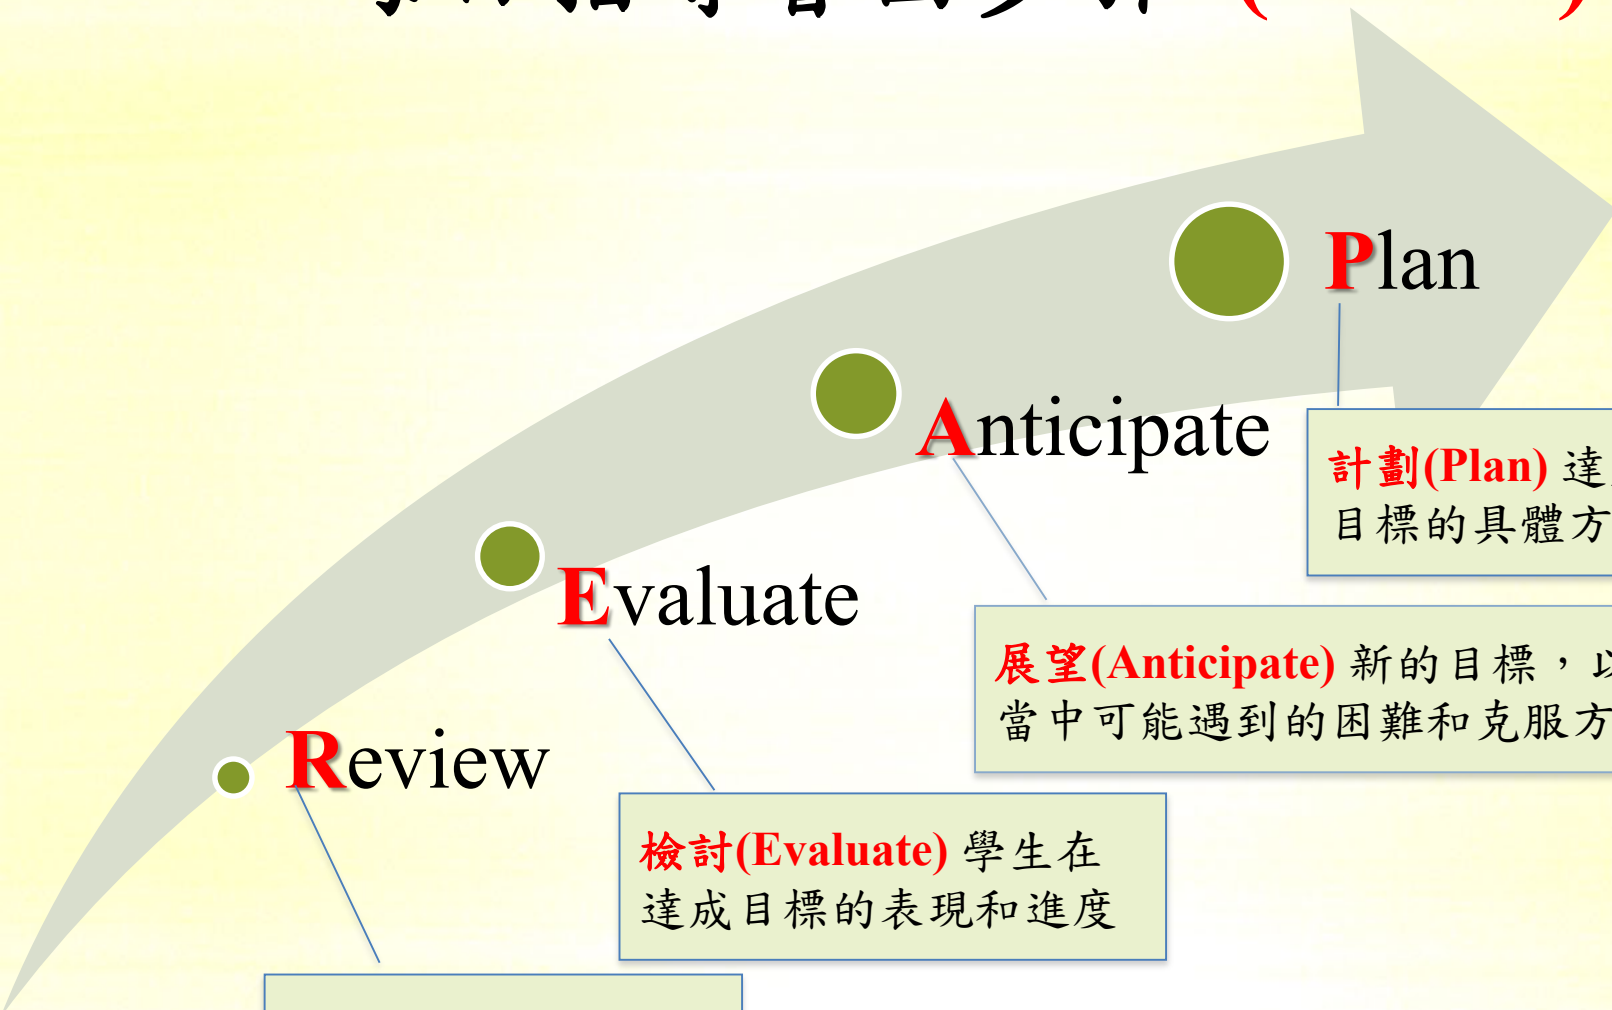 Plan
Anticipate
計劃(Plan) 達
目標的具體方
Evaluate
展望(Anticipate) 新的目標，以
當中可能遇到的困難和克服方
Review
檢討(Evaluate) 學生在
達成目標的表現和進度